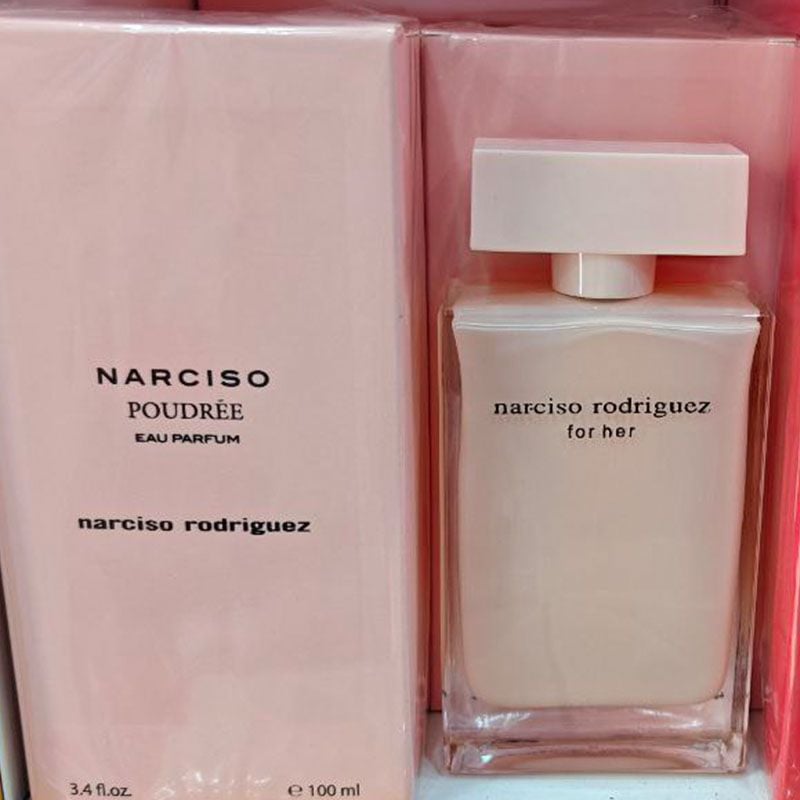 NARCISO
POUDRÉE
EAU PARFUM
narciso rodriguez
3.4 fl.oz.
℮ 100 ml
narciso rodriguez
for her